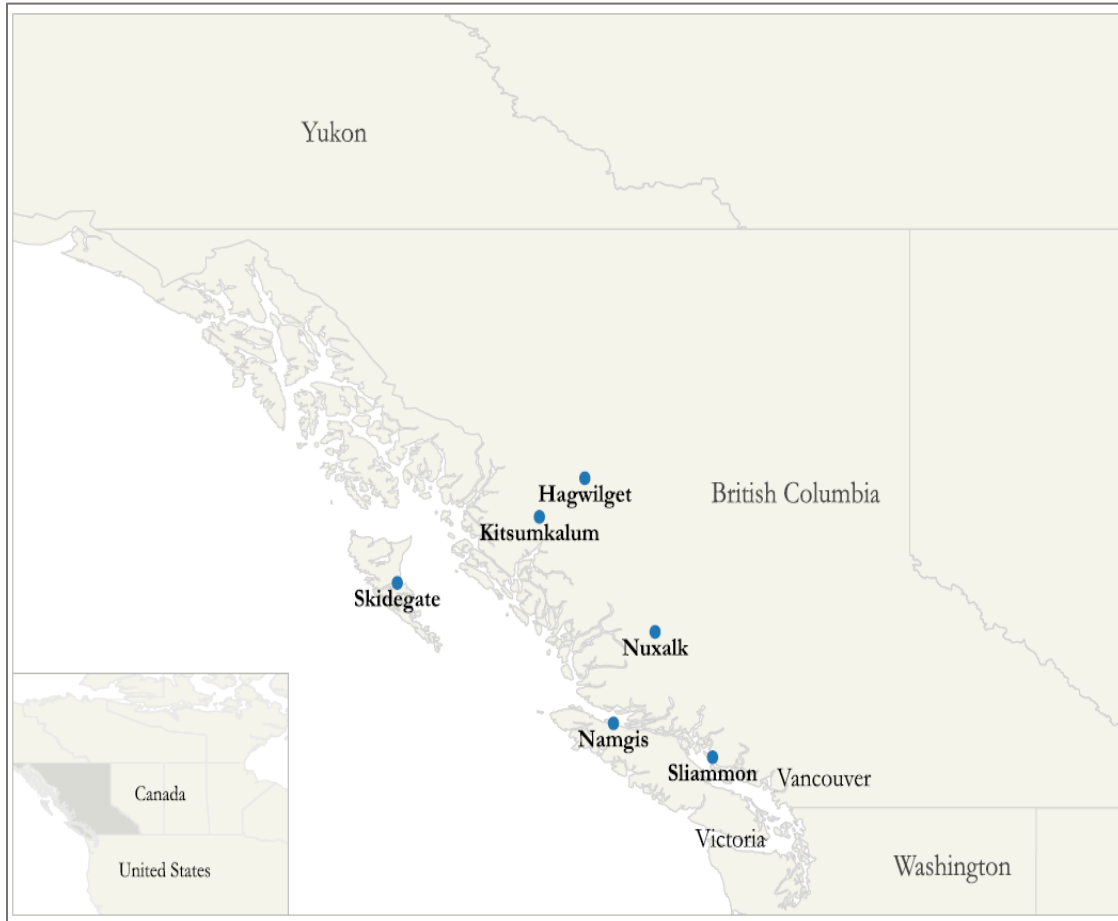 Yukon
Hagwilget
British Columbia
Kitsumkalum
Skidegate
Nuxalk
Namgis
Sliammon
Vancouver
Canada
Victoria
United States
Washington